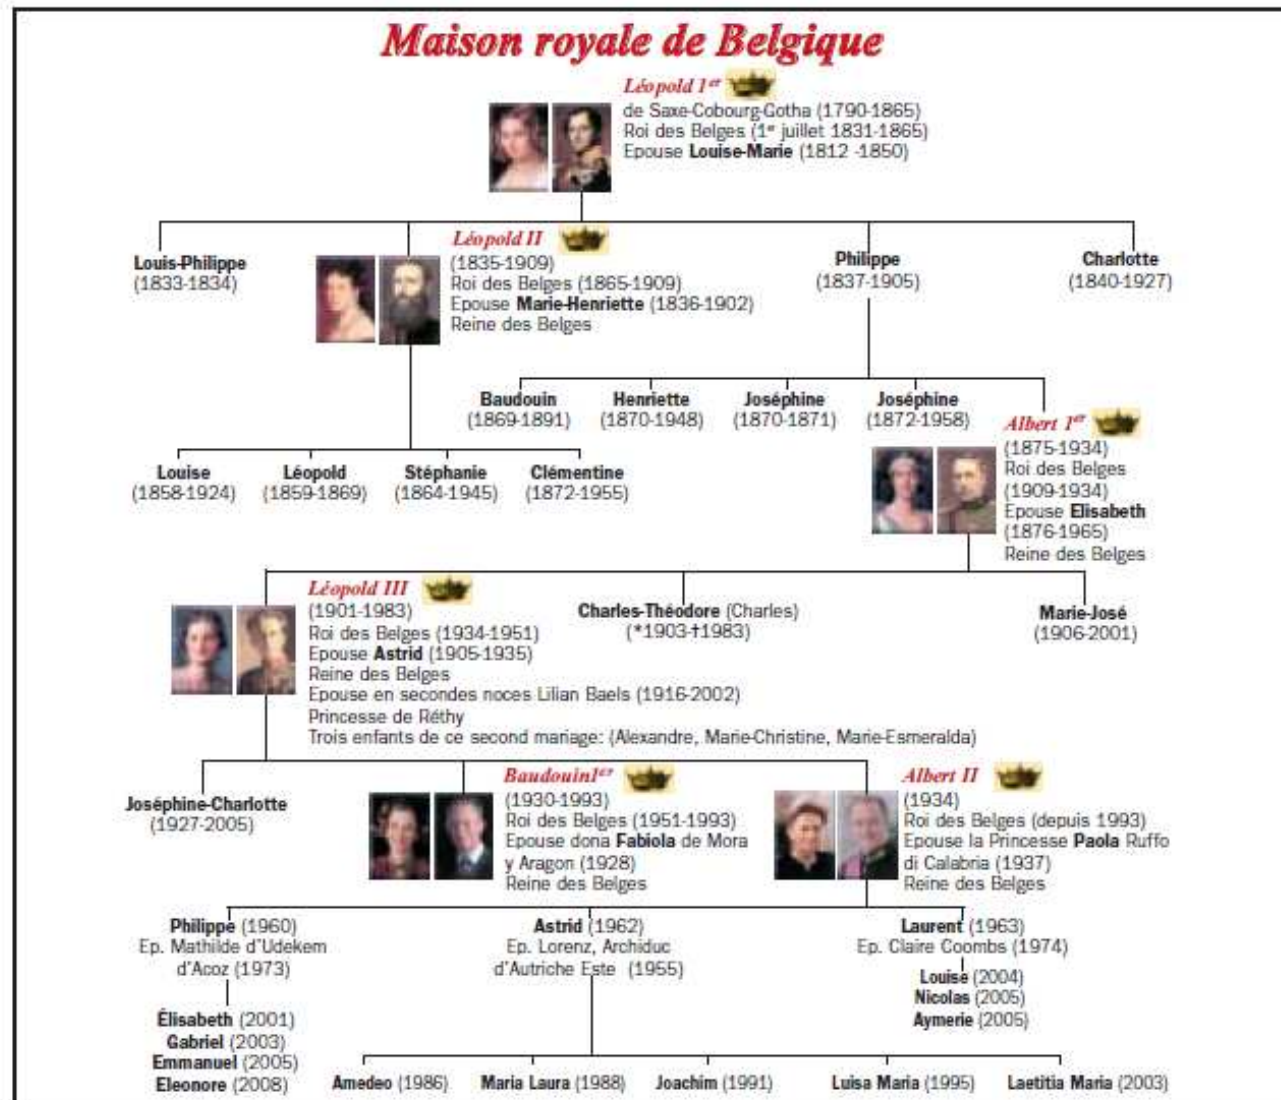 Maison royale de Belgique
Léopold 1er
de Saxe-Cobourg-Gotha (1790-1865)
Roi des Belges (1er juillet 1831-1865)
Epouse Louise-Marie (1812 -1850)
Louis-Philippe
(1833-1834)
Léopold II
(1835-1909)
Roi des Belges (1865-1909)
Epouse Marie-Henriette (1836-1902)
Reine des Belges
Philippe
(1837-1905)
Charlotte
(1840-1927)
Baudouin
(1869-1891)
Henriette
(1870-1948)
Joséphine
(1870-1871)
Joséphine
(1872-1958)
Albert 1er
(1875-1934)
Roi des Belges
(1909-1934)
Epouse Elisabeth
(1876-1965)
Reine des Belges
Louise
(1858-1924)
Léopold
(1859-1869)
Stéphanie
(1864-1945)
Clémentine
(1872-1955)
Léopold III
(1901-1983)
Roi des Belges (1934-1951)
Epouse Astrid (1905-1935)
Reine des Belges
Epouse en secondes noces Lilian Baels (1916-2002)
Princesse de Réthy
Trois enfants de ce second mariage: (Alexandre, Marie-Christine, Marie-Esmeralda)
Charles-Théodore (Charles)
(*1903-†1983)
Marie-José
(1906-2001)
Joséphine-Charlotte
(1927-2005)
Baudouin1er
(1930-1993)
Roi des Belges (1951-1993)
Epouse dona Fabiola de Mora
y Aragon (1928)
Reine des Belges
Albert II
(1934)
Roi des Belges (depuis 1993)
Epouse la Princesse Paola Ruffo
di Calabria (1937)
Reine des Belges
Philippe (1960)
Ep. Mathilde d'Udekem
d'Acoz (1973)
Astrid (1962)
Ep. Lorenz, Archiduc
d'Autriche Este (1955)
Laurent (1963)
Ep. Claire Coombs (1974)
Louise (2004)
Nicolas (2005)
Aymerie (2005)
Élisabeth (2001)
Gabriel (2003)
Emmanuel (2005)
Eleonore (2008)
Amedeo (1986)
Maria Laura (1988)
Joachim (1991)
Luisa Maria (1995)
Laetitia Maria (2003)